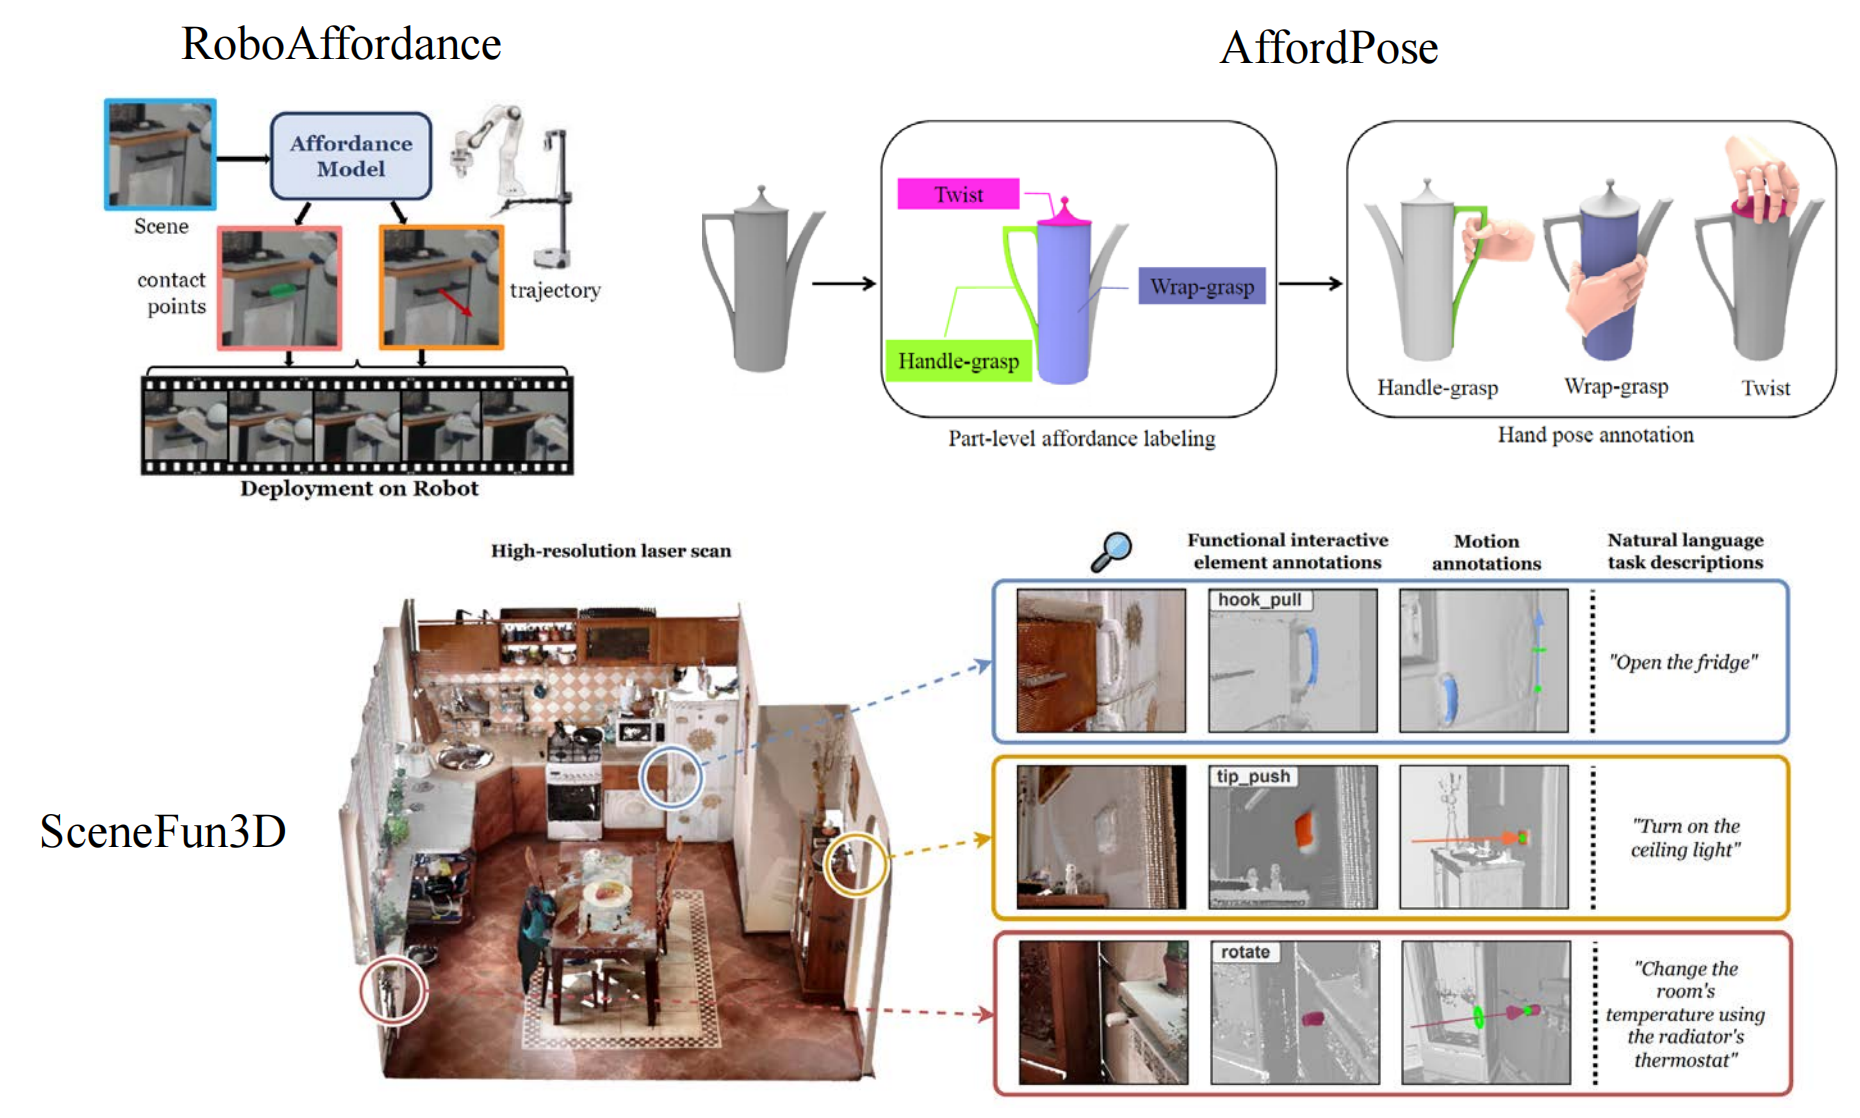 RoboAffordance
AffordPose
Affordance
Model
Scene
contact
points
trajectory
Deployment on Robot
Twist
Wrap-grasp
Handle-grasp
Part-level affordance labeling
Handle-grasp
Wrap-grasp
Twist
Hand pose annotation
SceneFun3D
High-resolution laser scan
Functional interactive
element annotations
Motion
annotations
Natural language
task descriptions
hook_pull
"Open the fridge"
tip_push
"Turn on the
ceiling light"
rotate
"Change the
room's
temperature using
the radiator's
thermostat"